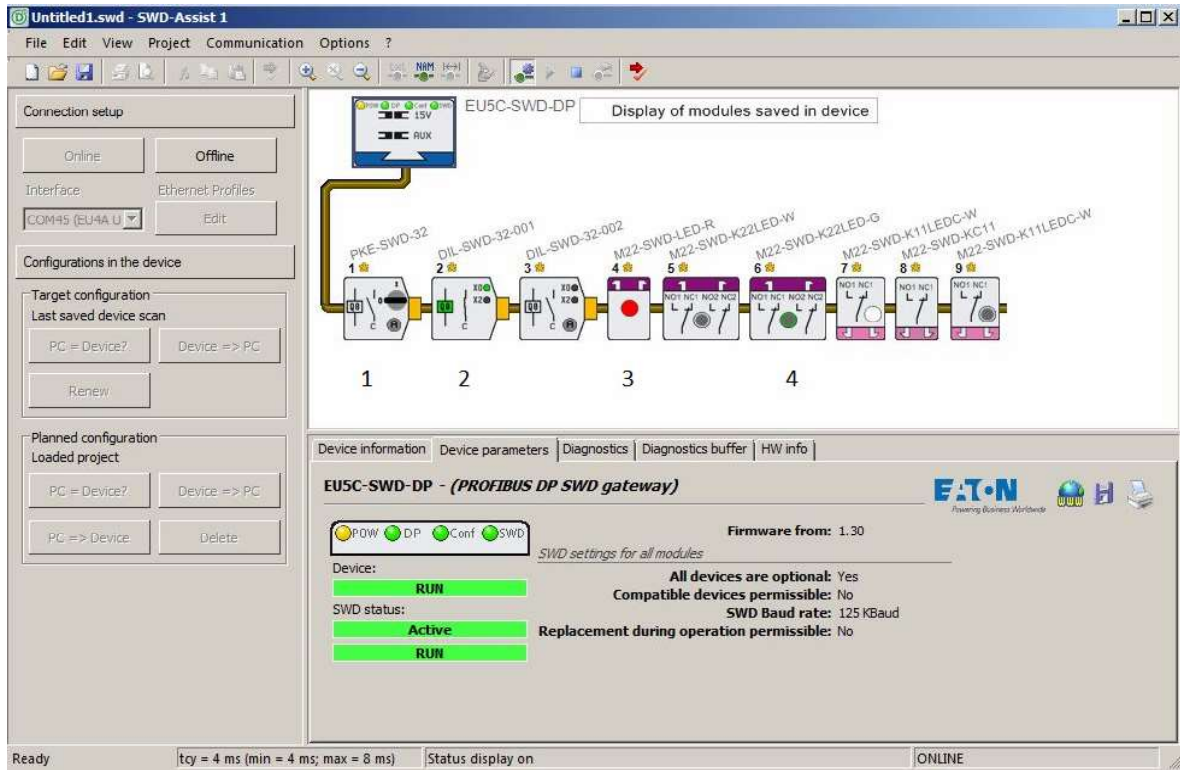 Untitled1.swd - SWD-Assist 1
File Edit View Project Communication Options ?
NAM
Connection setup
Online Offline
Interface Ethernet Profiles
COM45 (EU4A U Edit
Configurations in the device
Target configuration
Last saved device scan
PC = Device? Device => PC
Renew
Planned configuration
Loaded project
PC = Device? Device => PC
PC => Device Delete
POW DP Conf SWD
15V
AUX
EU5C-SWD-DP
Display of modules saved in device
PKE-SWD-32
DIL-SWD-32-001
DIL-SWD-32-002
M22-SWD-LED-R
M22-SWD-K22LED-W
M22-SWD-K22LED-G
M22-SWD-K11LEDC-W
M22-SWD-KC11
M22-SWD-K11LEDC-W
1 2 3 4 5 6 7 8 9
X0 X0 NO1 NC1 NO2 NC2 NO1 NC1 NO2 NC2 NO1 NC1 NO1 NC1 NO1 NC1
X2 X2
C C C
1 2 3 4
Device information Device parameters Diagnostics Diagnostics buffer HW info
EU5C-SWD-DP - (PROFIBUS DP SWD gateway)
EATON
Powering Business Worldwide
POW DP Conf SWD
Firmware from: 1.30
SWD settings for all modules
Device:
RUN
SWD status:
Active
RUN
All devices are optional: Yes
Compatible devices permissible: No
SWD Baud rate: 125 KBaud
Replacement during operation permissible: No
Ready tcy = 4 ms (min = 4 ms; max = 8 ms) Status display on ONLINE